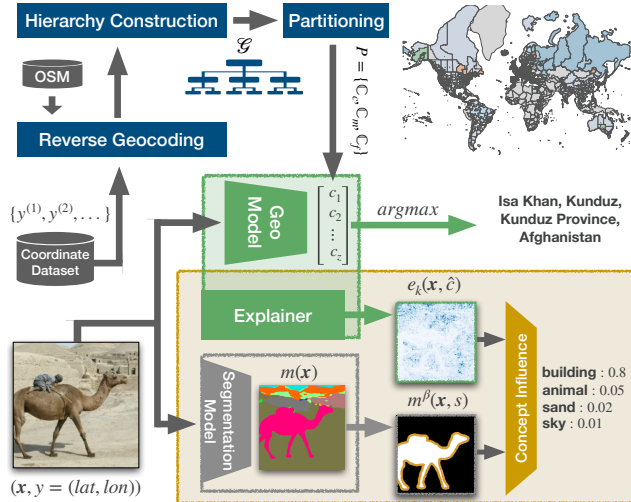 Hierarchy Construction
Partitioning
𝒢
OSM
P = {ℂ_c, ℂ_m, ℂ_f}
Reverse Geocoding
{y⁽¹⁾, y⁽²⁾, . . . }
Coordinate
Dataset
Geo
Model
c₁
c₂
⋮
c_z
argmax
Isa Khan, Kunduz,
Kunduz Province,
Afghanistan
Explainer
e_k(x, ĉ)
Segmentation
Model
m(x)
m^β(x, s)
Concept Influence
building : 0.8
animal : 0.05
sand : 0.02
sky : 0.01
(x, y = (lat, lon))